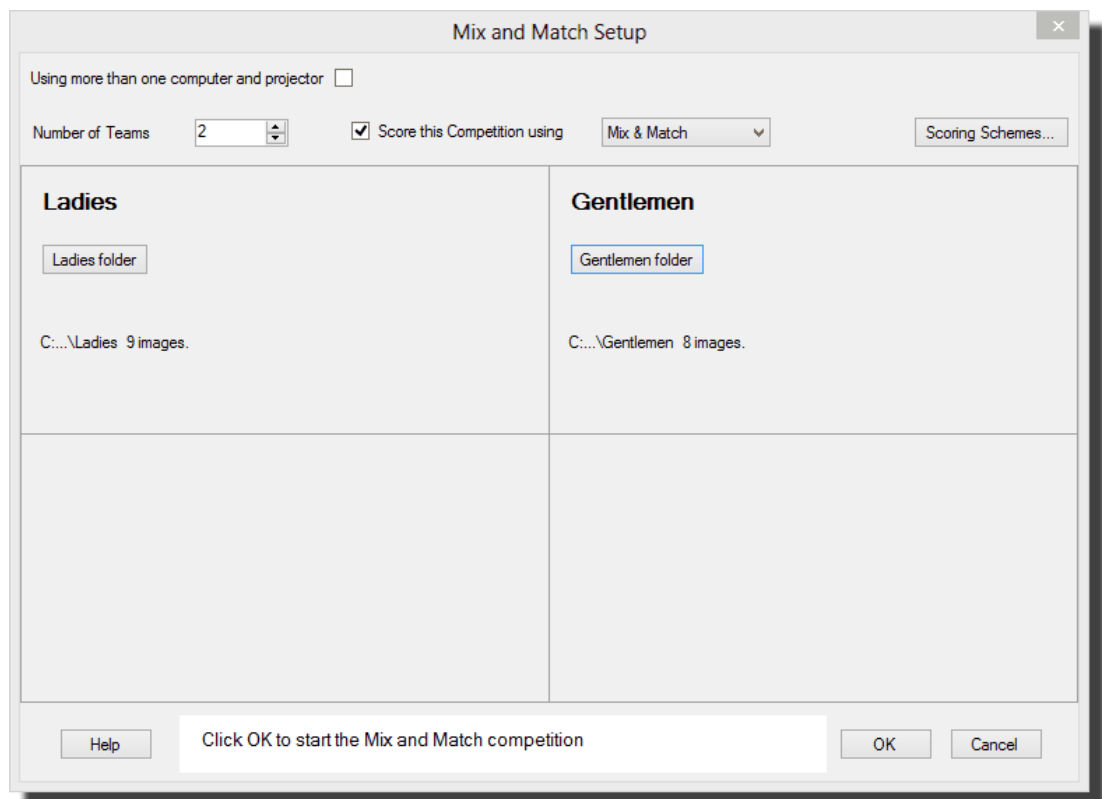 Mix and Match Setup
Using more than one computer and projector
Number of Teams 2 Score this Competition using Mix & Match Scoring Schemes...
Ladies Gentlemen
Ladies folder Gentlemen folder
C:...\Ladies 9 images. C:...\Gentlemen 8 images.
Help Click OK to start the Mix and Match competition OK Cancel